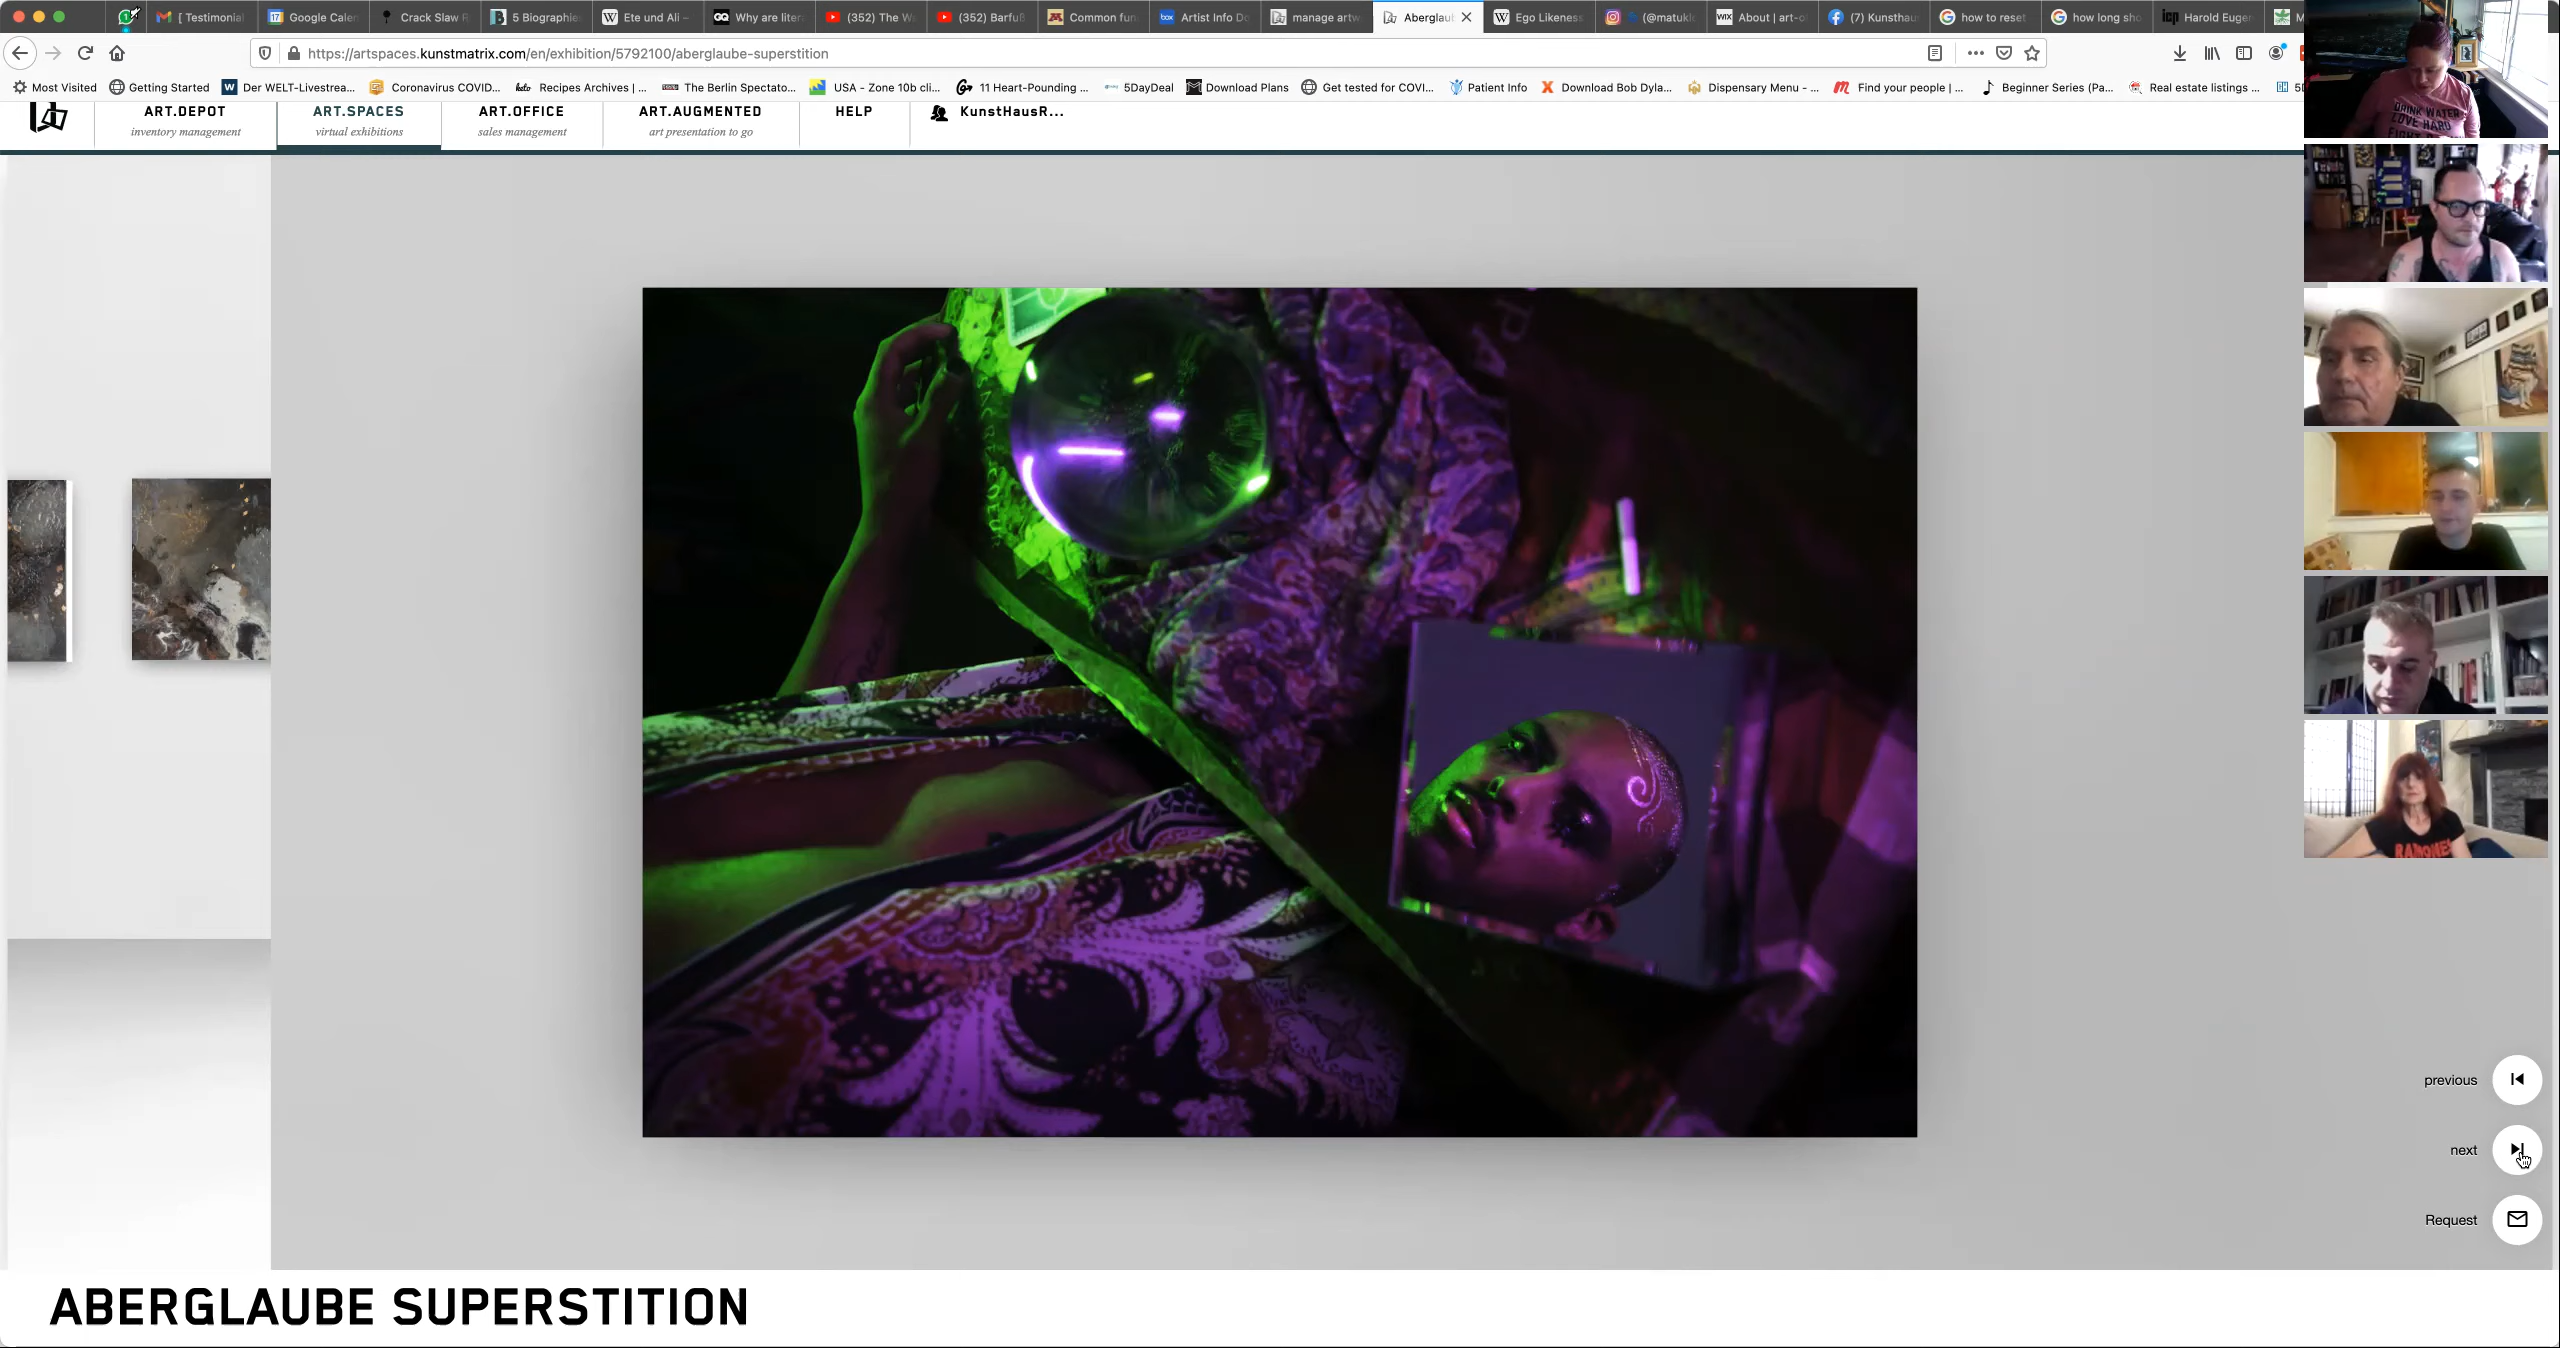 [ Testimonial
Google Calen
Crack Slaw R
5 Biographie
Ete und Ali –
Why are liter
(352) The Wa
(352) Barfuß
Common fun
Artist Info Do
manage artw
Aberglau
Ego Likeness
(@matukl
About | art-o
(7) Kunsthau
how to reset
how long sho
Harold Euger
https://artspaces.kunstmatrix.com/en/exhibition/5792100/aberglaube-superstition
Most Visited
Getting Started
Der WELT-Livestrea...
Coronavirus COVID...
Recipes Archives | ...
The Berlin Spectato...
USA - Zone 10b cli...
11 Heart-Pounding ...
5DayDeal
Download Plans
Get tested for COVI...
Patient Info
Download Bob Dyla...
Dispensary Menu - ...
Find your people | ...
Beginner Series (Pa...
Real estate listings ...
ART.DEPOT
inventory management
ART.SPACES
virtual exhibitions
ART.OFFICE
sales management
ART.AUGMENTED
art presentation to go
HELP
KunstHausR...
DRINK WATER
LOVE HARD
RAMONES
previous
next
Request
ABERGLAUBE SUPERSTITION